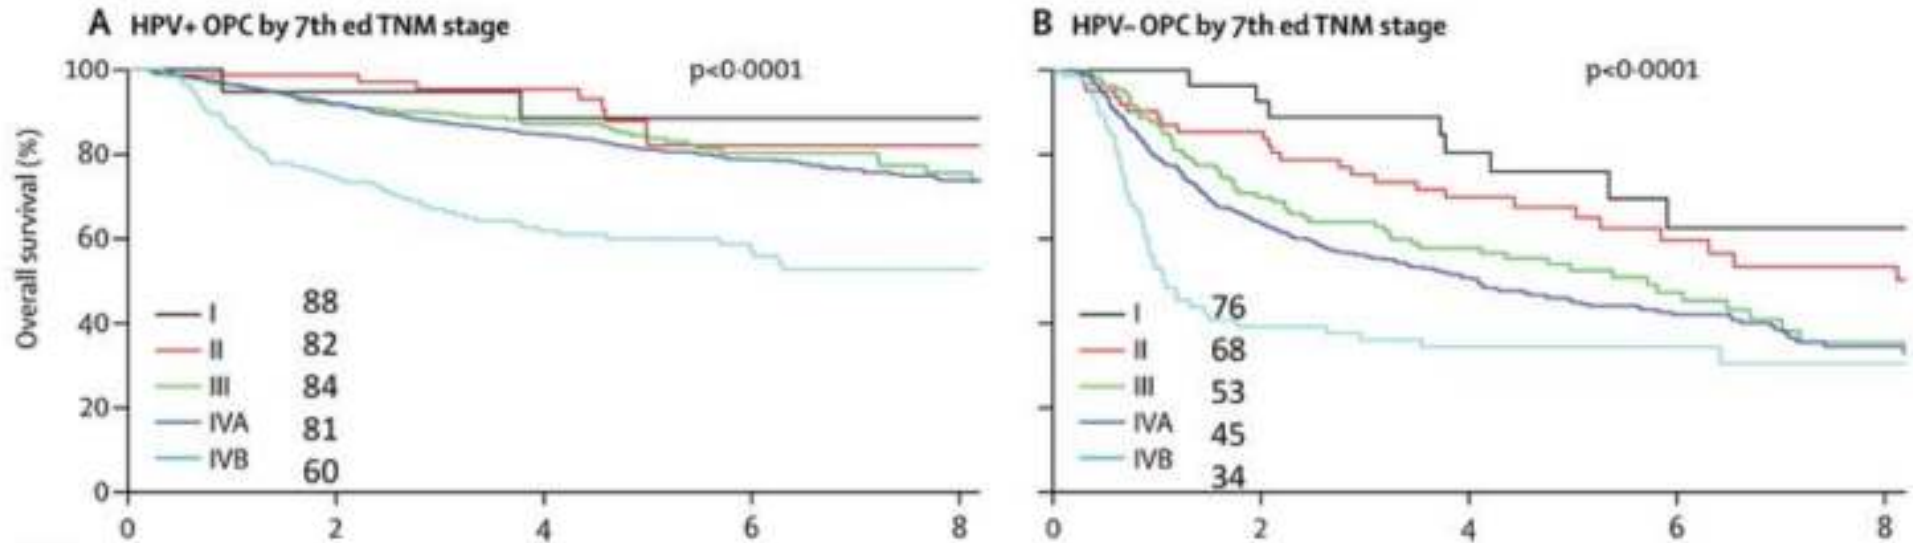 A HPV+ OPC by 7th ed TNM stage
p<0·0001
Overall survival (%)
100
80
60
40
20
0
I 88
II 82
III 84
IVA 81
IVB 60
0 2 4 6 8
B HPV– OPC by 7th ed TNM stage
p<0·0001
I 76
II 68
III 53
IVA 45
IVB 34
0 2 4 6 8